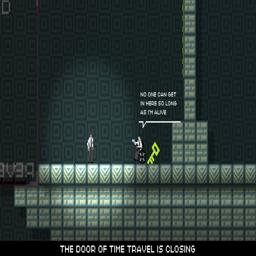 NO ONE CAN GET
IN HERE SO LONG
AS I'M ALIVE
THE DOOR OF TIME TRAVEL IS CLOSING